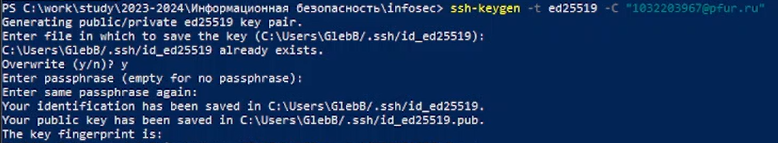 PS C:\work\study\2023-2024\Информационная безопасность\infosec> ssh-keygen -t ed25519 -C "1032203967@pfur.ru"
Generating public/private ed25519 key pair.
Enter file in which to save the key (C:\Users\GlebB/.ssh/id_ed25519):
C:\Users\GlebB/.ssh/id_ed25519 already exists.
Overwrite (y/n)? y
Enter passphrase (empty for no passphrase):
Enter same passphrase again:
Your identification has been saved in C:\Users\GlebB/.ssh/id_ed25519.
Your public key has been saved in C:\Users\GlebB/.ssh/id_ed25519.pub.
The key fingerprint is: